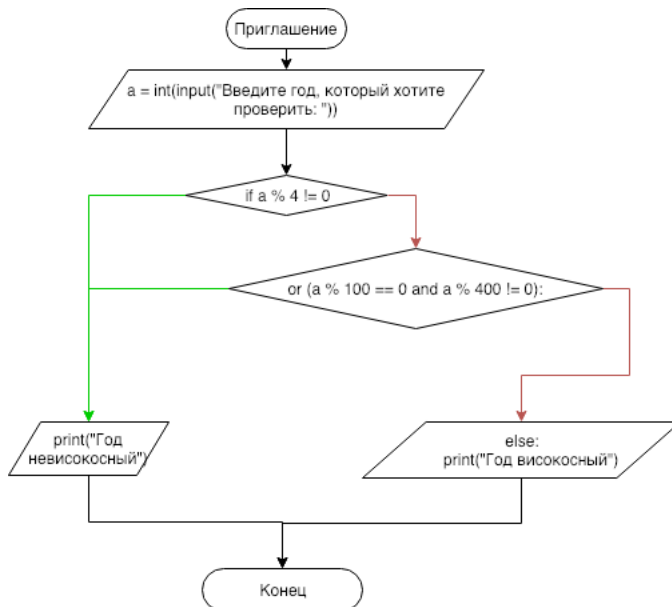 Приглашение
a = int(input("Введите год, который хотите
проверить: "))
if a % 4 != 0
or (a % 100 == 0 and a % 400 != 0):
print("Год
невисокосный")
else:
print("Год високосный")
Конец